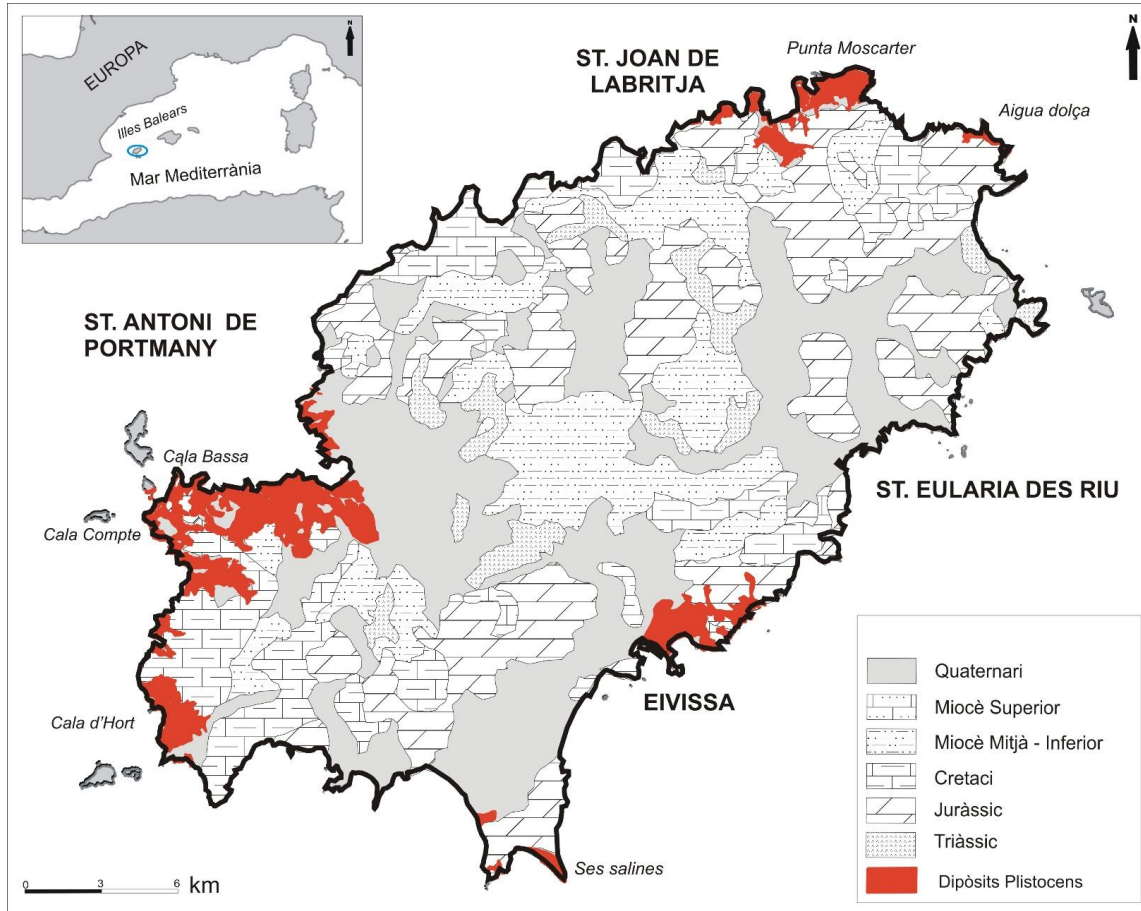 N
EUROPA
Illes Balears
Mar Mediterrània
ST. JOAN DE
LABRITJA
Punta Moscarter
N
Aigua dolça
ST. ANTONI DE
PORTMANY
Cala Bassa
Cala Compte
ST. EULARIA DES RIU
EIVISSA
Cala d'Hort
Ses salines
Quaternari
Miocè Superior
Miocè Mitjà - Inferior
Cretaci
Juràssic
Triàssic
Dipòsits Plistocens
0 3 6 km